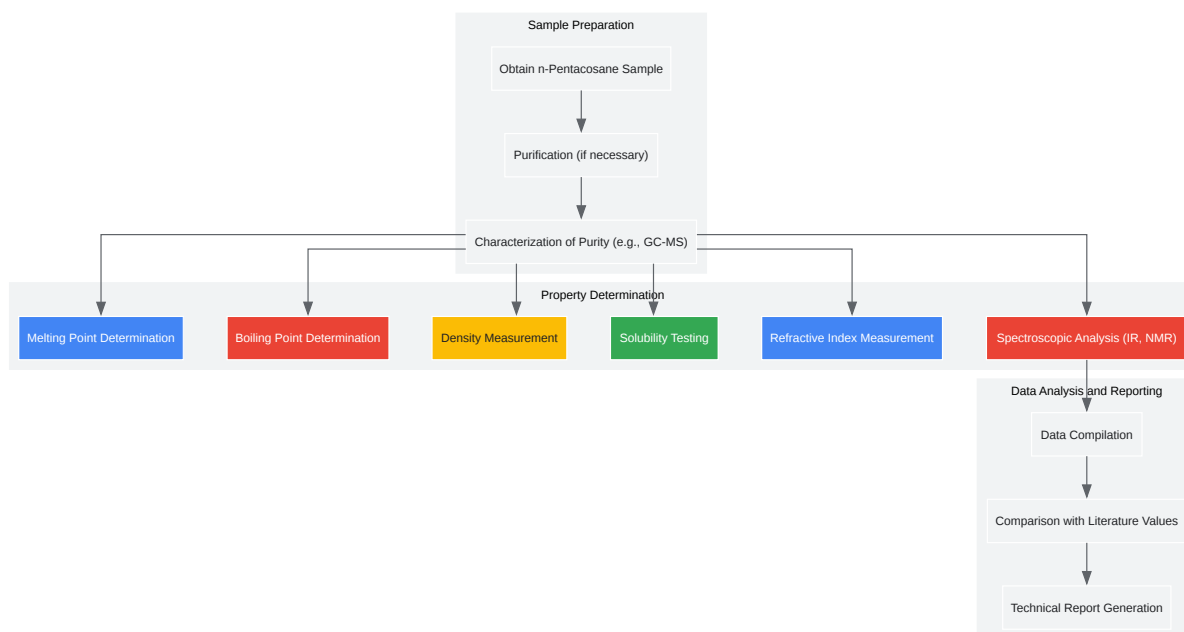 Sample Preparation
Obtain n-Pentacosane Sample
Purification (if necessary)
Characterization of Purity (e.g., GC-MS)
Property Determination
Melting Point Determination
Boiling Point Determination
Density Measurement
Solubility Testing
Refractive Index Measurement
Spectroscopic Analysis (IR, NMR)
Data Analysis and Reporting
Data Compilation
Comparison with Literature Values
Technical Report Generation